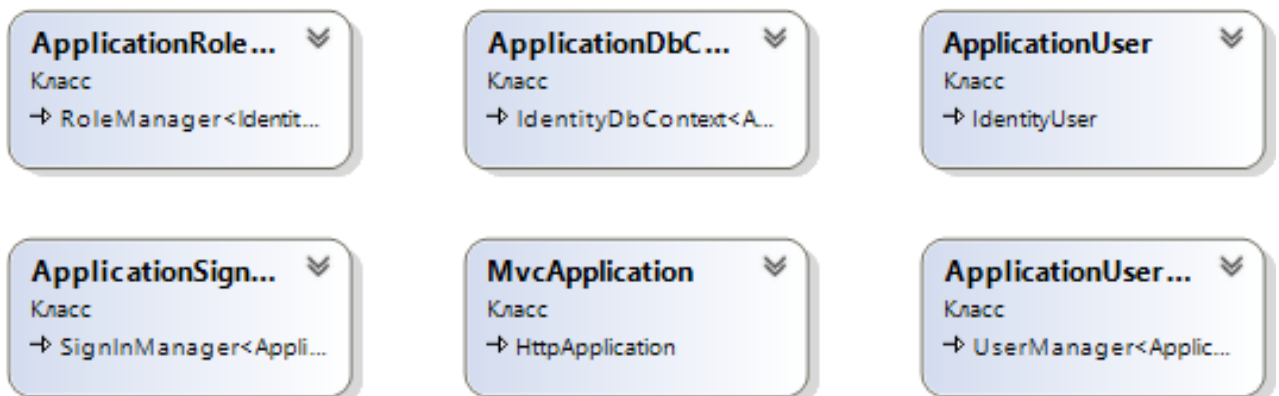 ApplicationRole...
Класс
RoleManager<Identit...
ApplicationDbC...
Класс
IdentityDbContext<A...
ApplicationUser
Класс
IdentityUser
ApplicationSign...
Класс
SignInManager<Appli...
MvcApplication
Класс
HttpApplication
ApplicationUser...
Класс
UserManager<Applic...